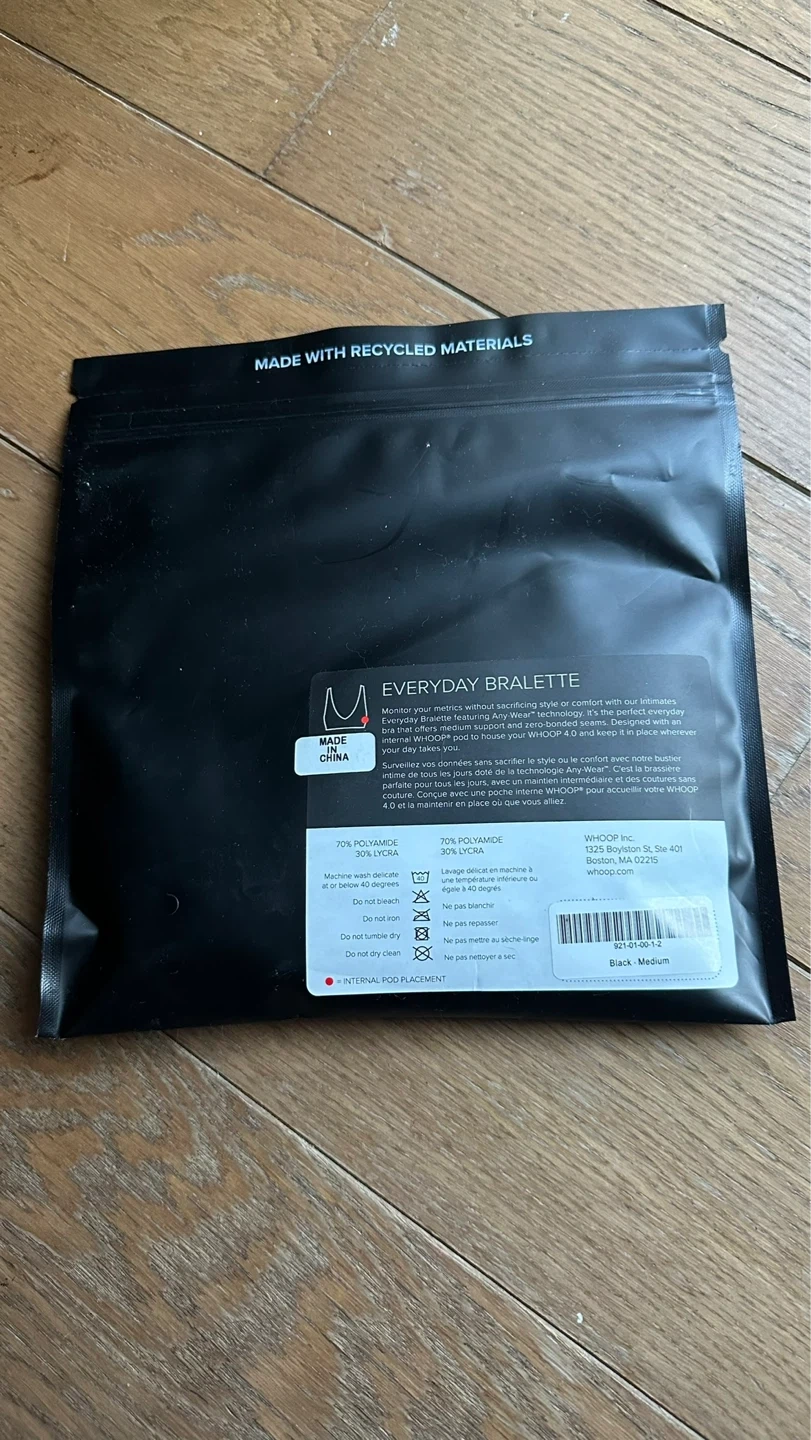 MADE WITH RECYCLED MATERIALS
EVERYDAY BRALETTE
Monitor your metrics without sacrificing style or comfort with our Intimates
Everyday Bralette featuring Any-Wear™ technology. It's the perfect everyday
bra that offers medium support and zero-bonded seams. Designed with an
internal WHOOP® pod to house your WHOOP 4.0 and keep it in place wherever
your day takes you.
MADE
IN
CHINA
Surveillez vos données sans sacrifier le style ou le confort avec notre bustier
intime de tous les jours doté de la technologie Any-Wear™. C'est la brassière
parfaite pour tous les jours, avec un maintien intermédiaire et des coutures sans
couture. Conçue avec une poche interne WHOOP® pour accueillir votre WHOOP
4.0 et la maintenir en place où que vous alliez.
70% POLYAMIDE
30% LYCRA
70% POLYAMIDE
30% LYCRA
WHOOP Inc.
1325 Boylston St, Ste 401
Boston, MA 02215
whoop.com
Machine wash delicate
at or below 40 degrees
40
Lavage délicat en machine à
une température inférieure ou
égale à 40 degrés
Do not bleach
Ne pas blanchir
Do not iron
Ne pas repasser
Do not tumble dry
Ne pas mettre au sèche-linge
Do not dry clean
Ne pas nettoyer a sec
= INTERNAL POD PLACEMENT
921-01-00-1-2
Black - Medium